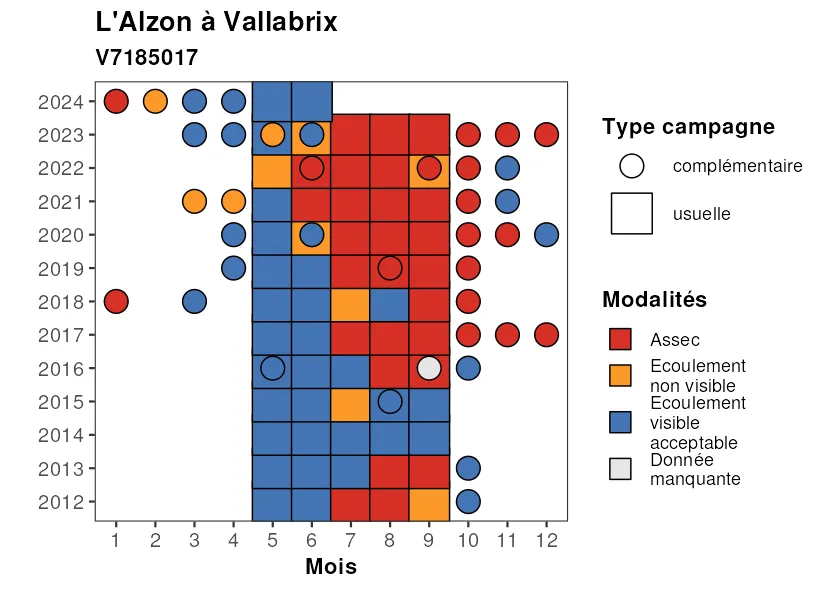 L'Alzon à Vallabrix
V7185017
2024
2023
2022
2021
2020
2019
2018
2017
2016
2015
2014
2013
2012
1 2 3 4 5 6 7 8 9 10 11 12
Mois
Type campagne
complémentaire
usuelle
Modalités
Assec
Ecoulement
non visible
Ecoulement
visible
acceptable
Donnée
manquante